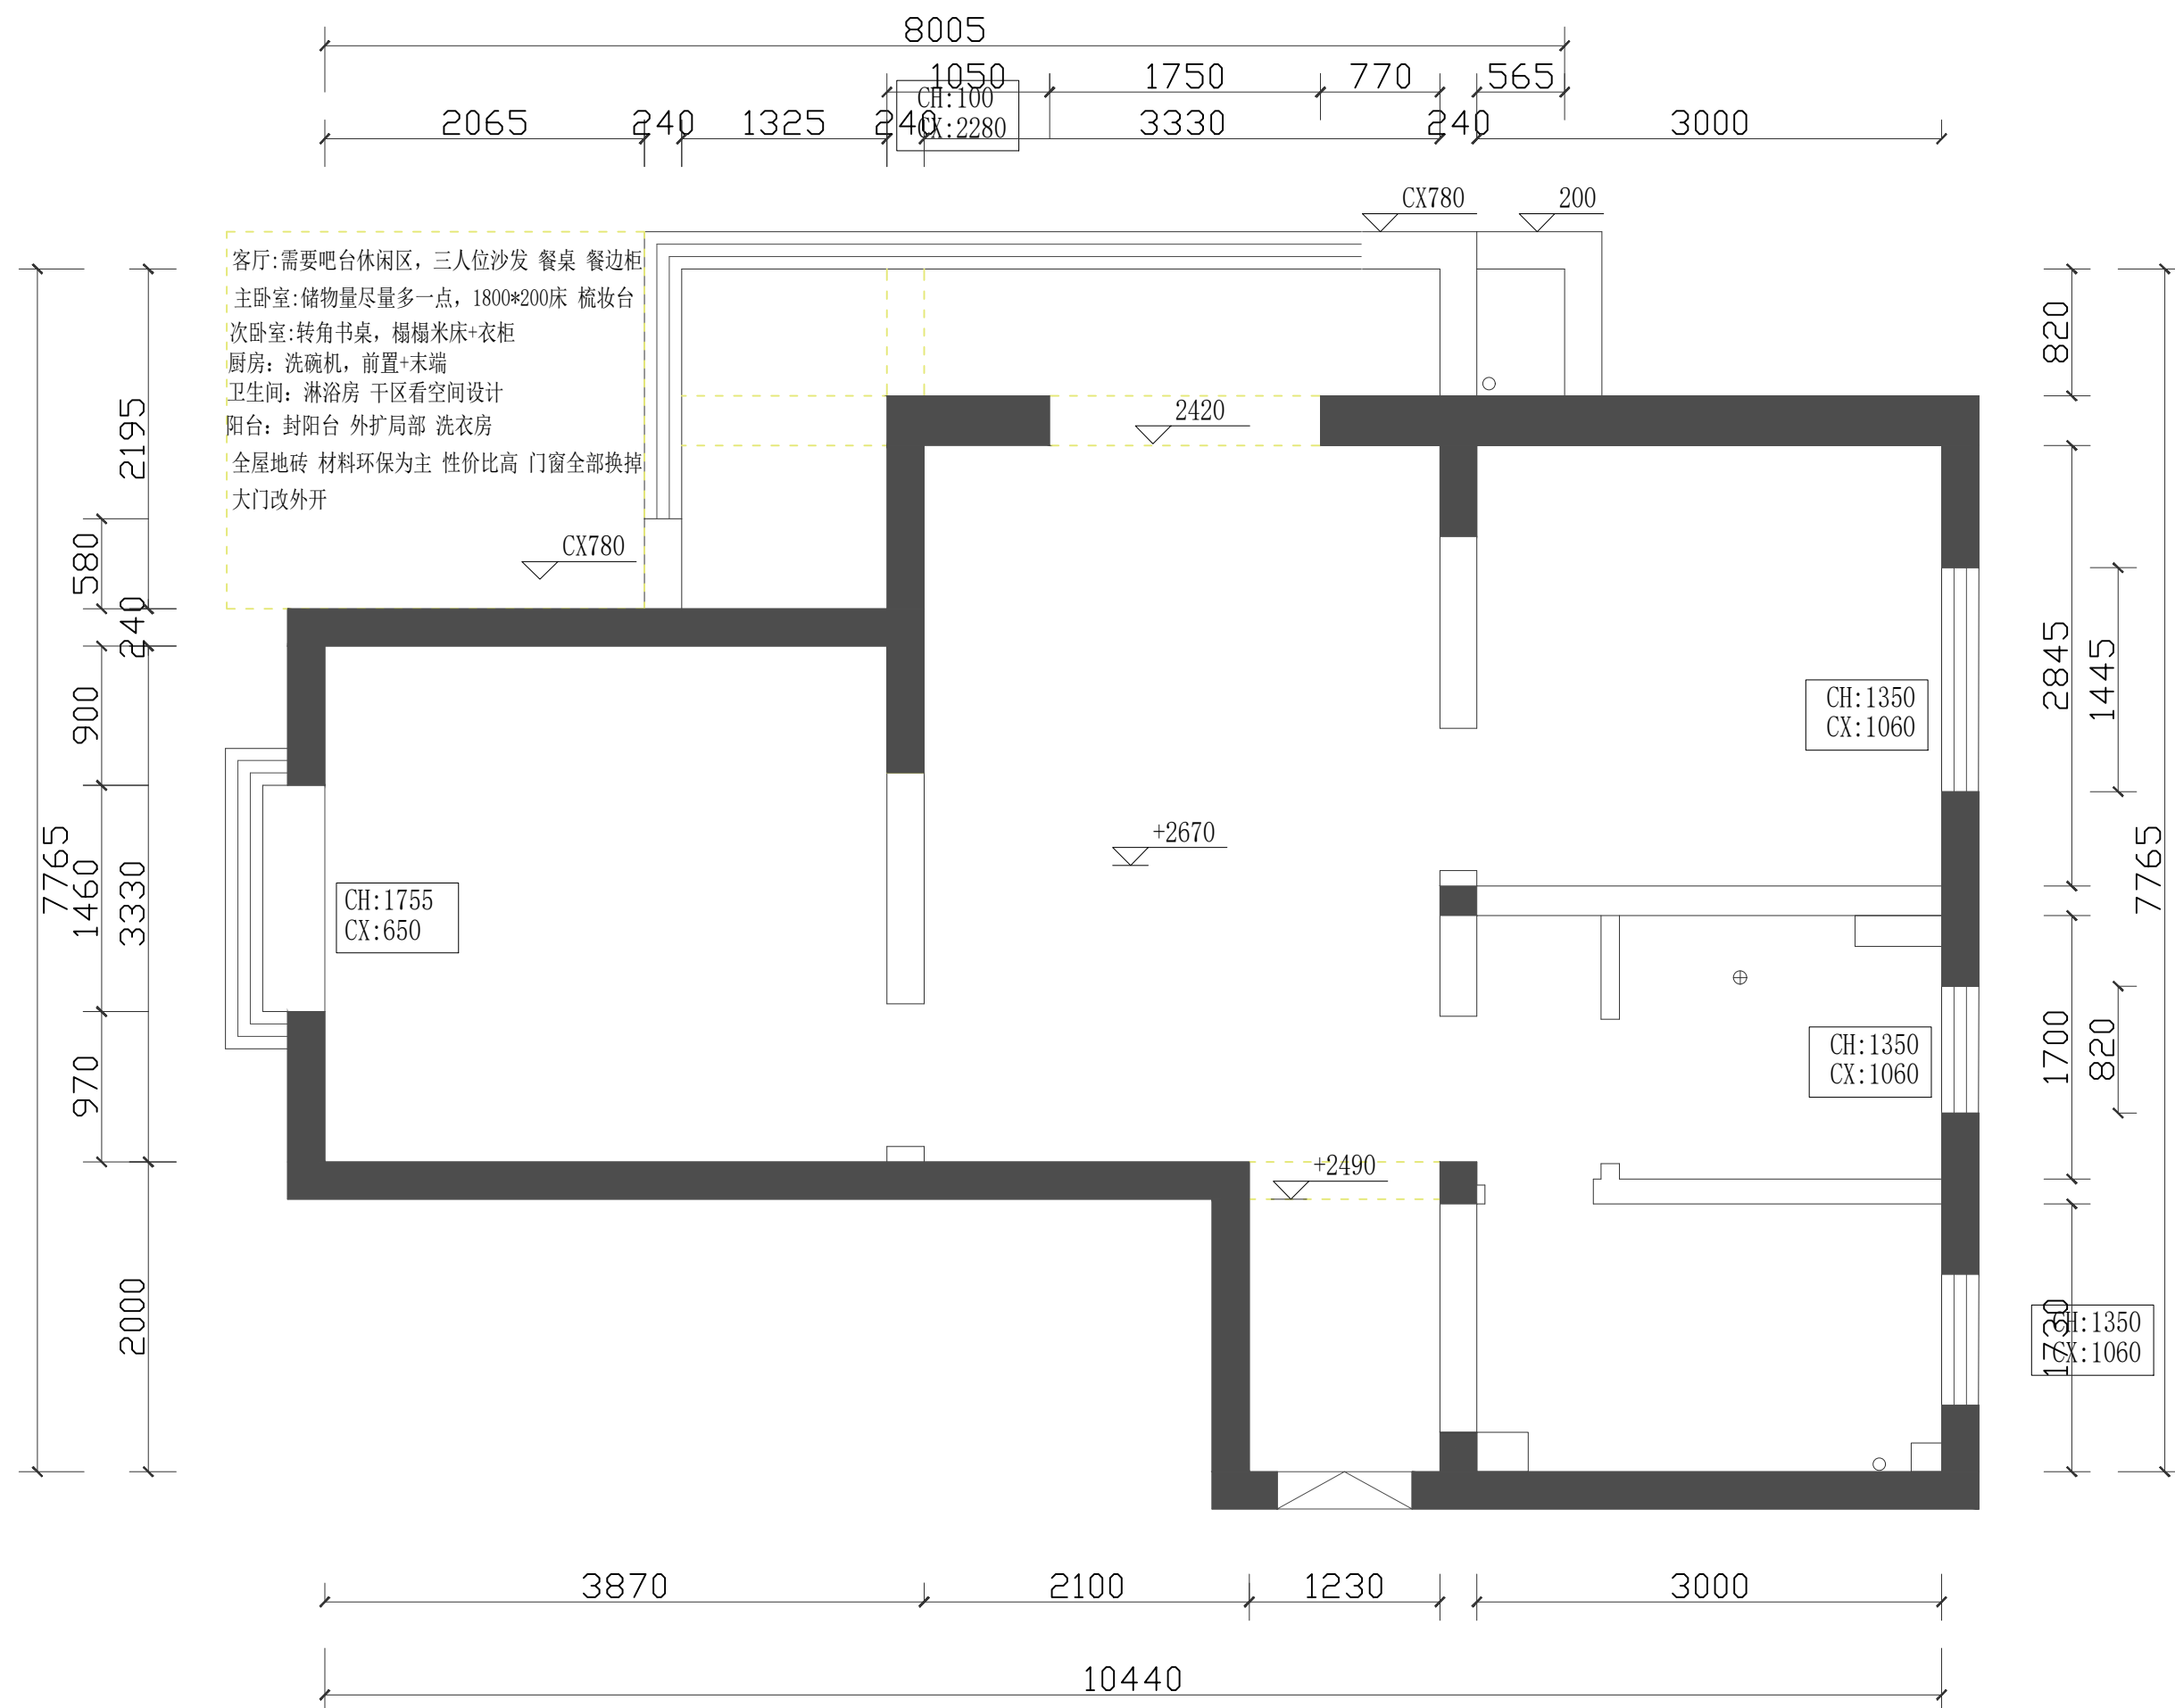 8005
1050
1750
770
565
CH:100
CX:2280
2065
240
1325
240
3330
240
3000
CX780
200
客厅:需要吧台休闲区，三人位沙发 餐桌 餐边柜
主卧室:储物量尽量多一点，1800*200床 梳妆台
次卧室:转角书桌，榻榻米床+衣柜
厨房：洗碗机，前置+末端
卫生间：淋浴房 干区看空间设计
阳台：封阳台 外扩局部 洗衣房
全屋地砖 材料环保为主 性价比高 门窗全部换掉
大门改外开
820
2195
2420
580
CX780
240
2845
1445
900
CH:1350
CX:1060
7765
1460
3330
+2670
7765
CH:1755
CX:650
970
CH:1350
CX:1060
1700
820
+2490
2000
1730
CH:1350
CX:1060
3870
2100
1230
3000
10440